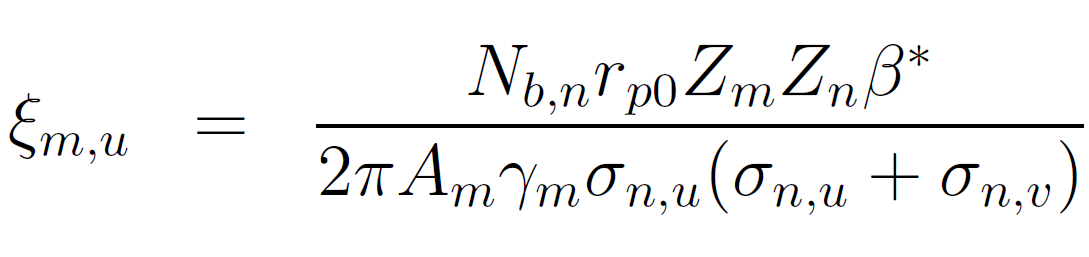 ξ_{m,u} = \frac{N_{b,n} r_{p0} Z_m Z_n β^*}{2π A_m γ_m σ_{n,u} (σ_{n,u} + σ_{n,v})}